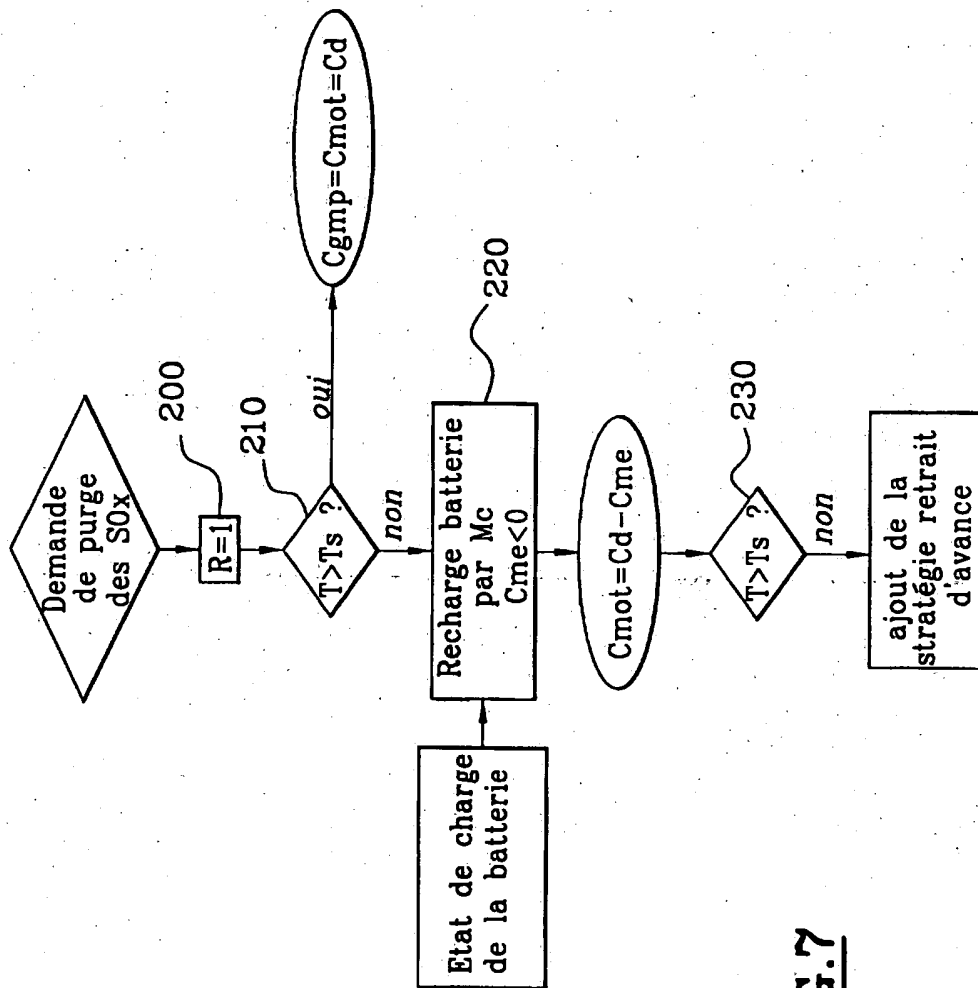 Demande
de purge
des SOx
200
R=1
210
T>Ts ?
oui
Cgmp=Cmot=Cd
non
220
Recharge batterie
par Mc
Cme<0
Etat de charge
de la batterie
Cmot=Cd-Cme
230
T>Ts ?
non
ajout de la
stratégie retrait
d'avance
.7